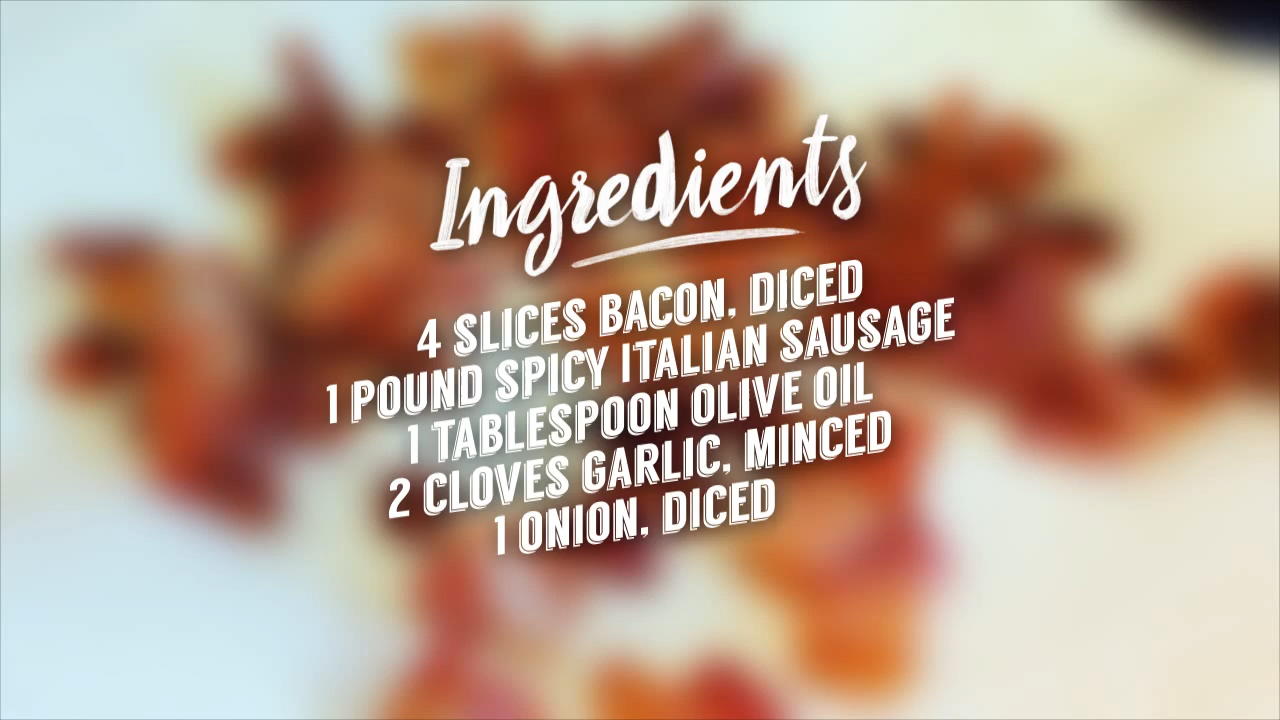 Ingredients
4 SLICES BACON, DICED
1 POUND SPICY ITALIAN SAUSAGE
1 TABLESPOON OLIVE OIL
2 CLOVES GARLIC, MINCED
1 ONION, DICED